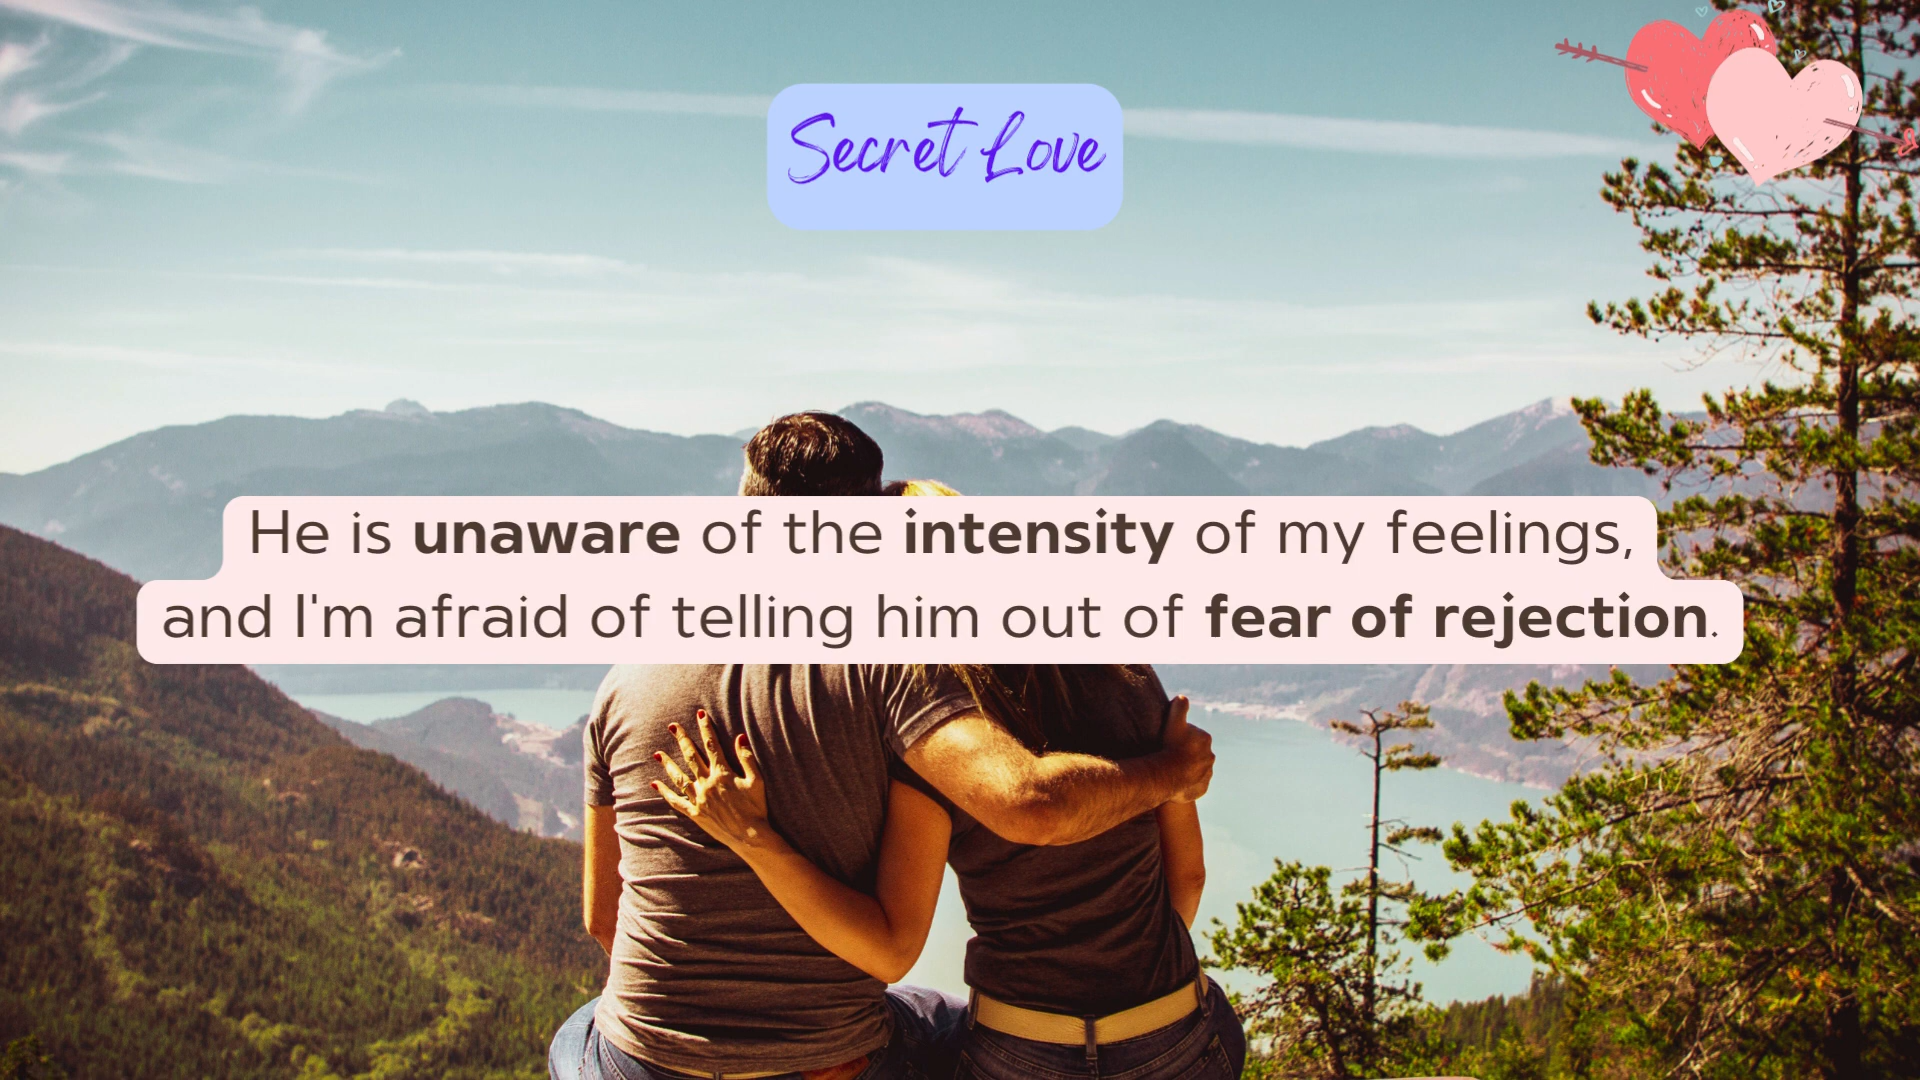 Secret Love
He is unaware of the intensity of my feelings,
and I'm afraid of telling him out of fear of rejection.